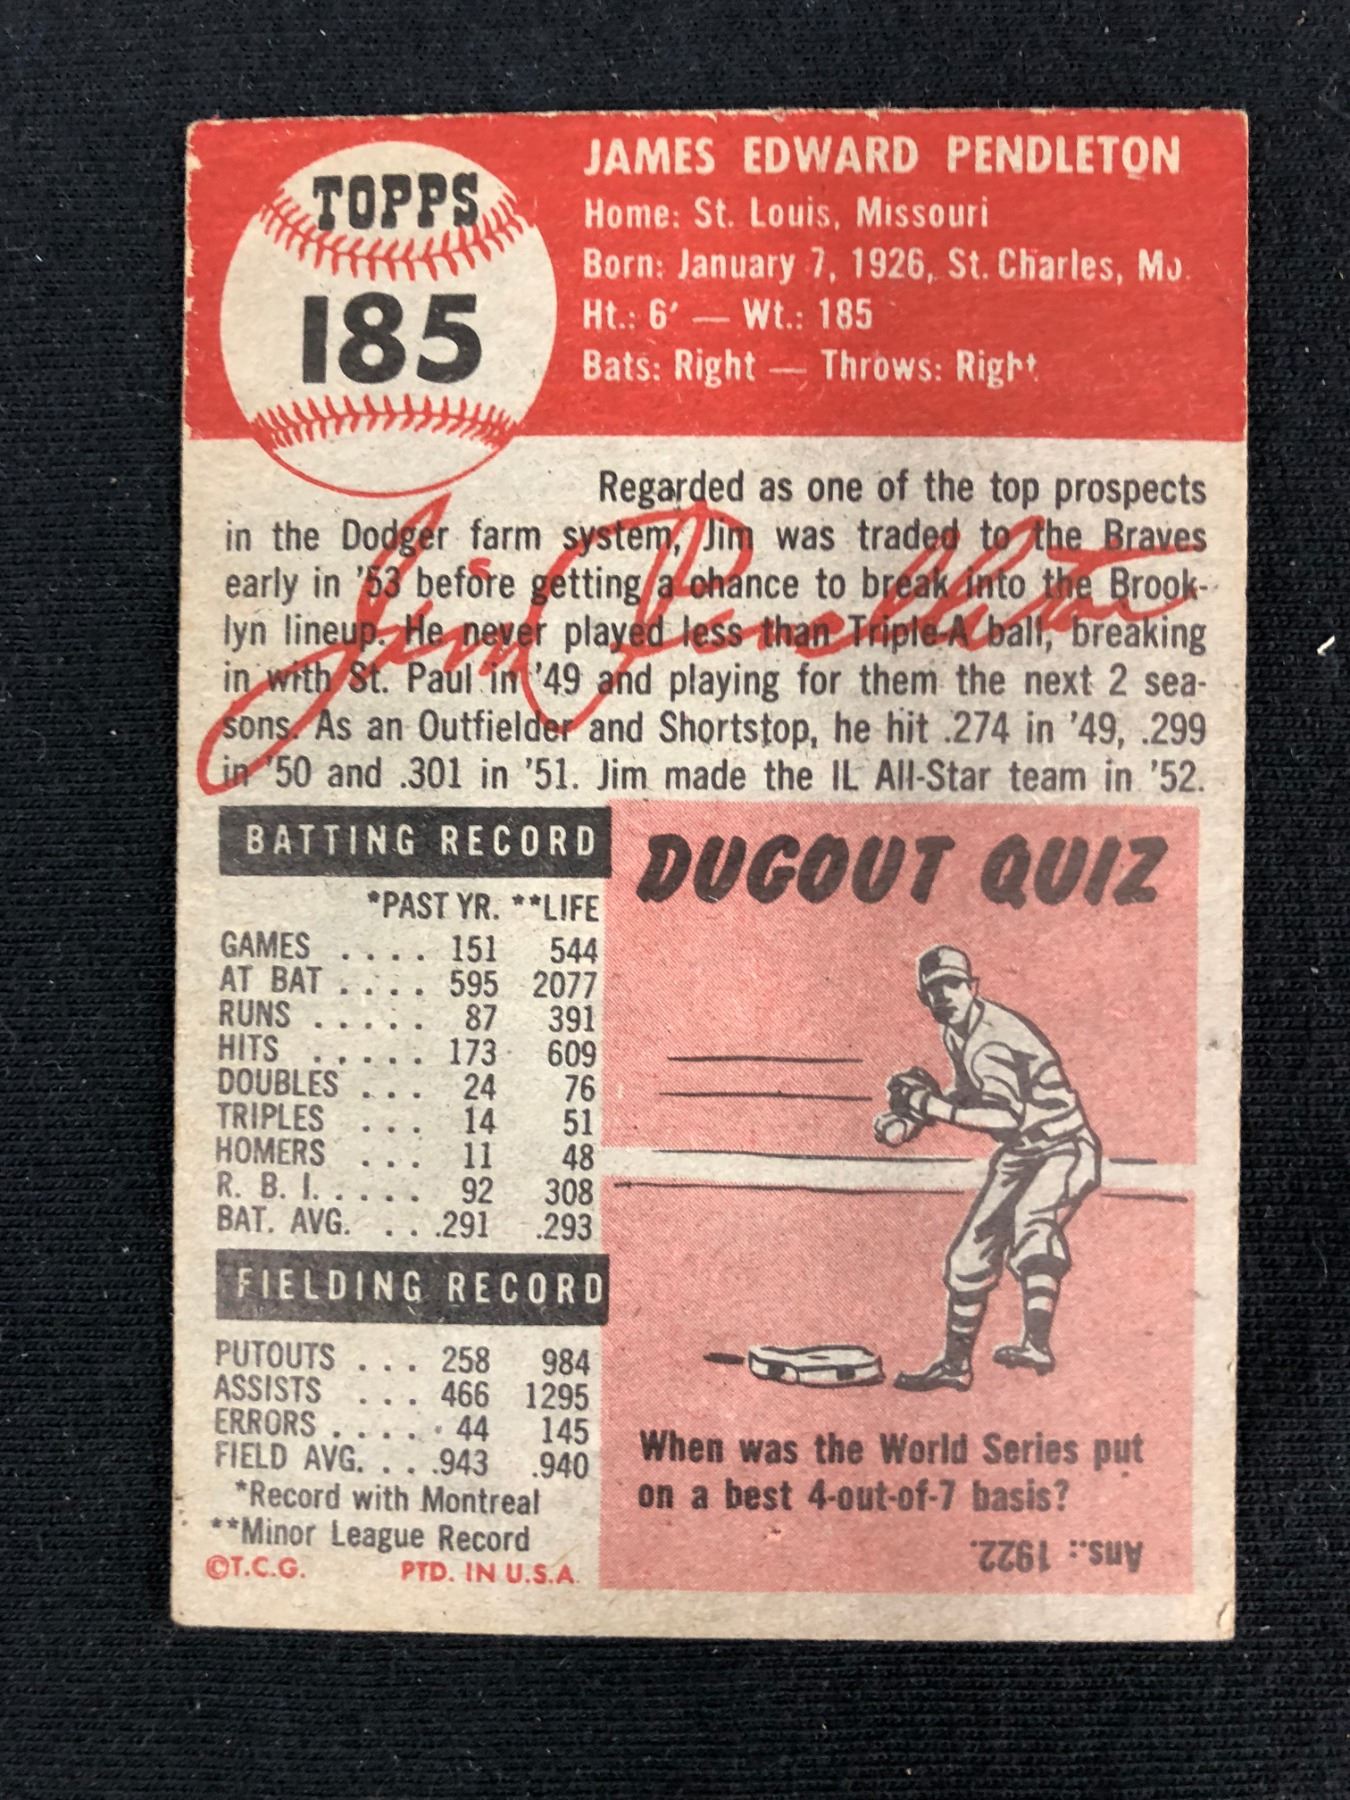 TOPPS
185
JAMES EDWARD PENDLETON
Home: St. Louis, Missouri
Born: January 7, 1926, St. Charles, Mo.
Ht.: 6' — Wt.: 185
Bats: Right — Throws: Right
Regarded as one of the top prospects
in the Dodger farm system, Jim was traded to the Braves
early in '53 before getting a chance to break into the Brook-
lyn lineup. He never played less than Triple-A ball, breaking
in with St. Paul in '49 and playing for them the next 2 sea-
sons. As an Outfielder and Shortstop, he hit .274 in '49, .299
in '50 and .301 in '51. Jim made the IL All-Star team in '52.
Jim Pendleton
BATTING RECORD
*PAST YR. **LIFE
GAMES .... 151 544
AT BAT .... 595 2077
RUNS ..... 87 391
HITS ..... 173 609
DOUBLES ... 24 76
TRIPLES ... 14 51
HOMERS ... 11 48
R. B. I. .... 92 308
BAT. AVG. .. .291 .293
FIELDING RECORD
PUTOUTS ... 258 984
ASSISTS ... 466 1295
ERRORS .... 44 145
FIELD AVG. .. .943 .940
*Record with Montreal
**Minor League Record
©T.C.G. PTD. IN U.S.A.
DUGOUT QUIZ
When was the World Series put
on a best 4-out-of-7 basis?
Ans.: 1922.